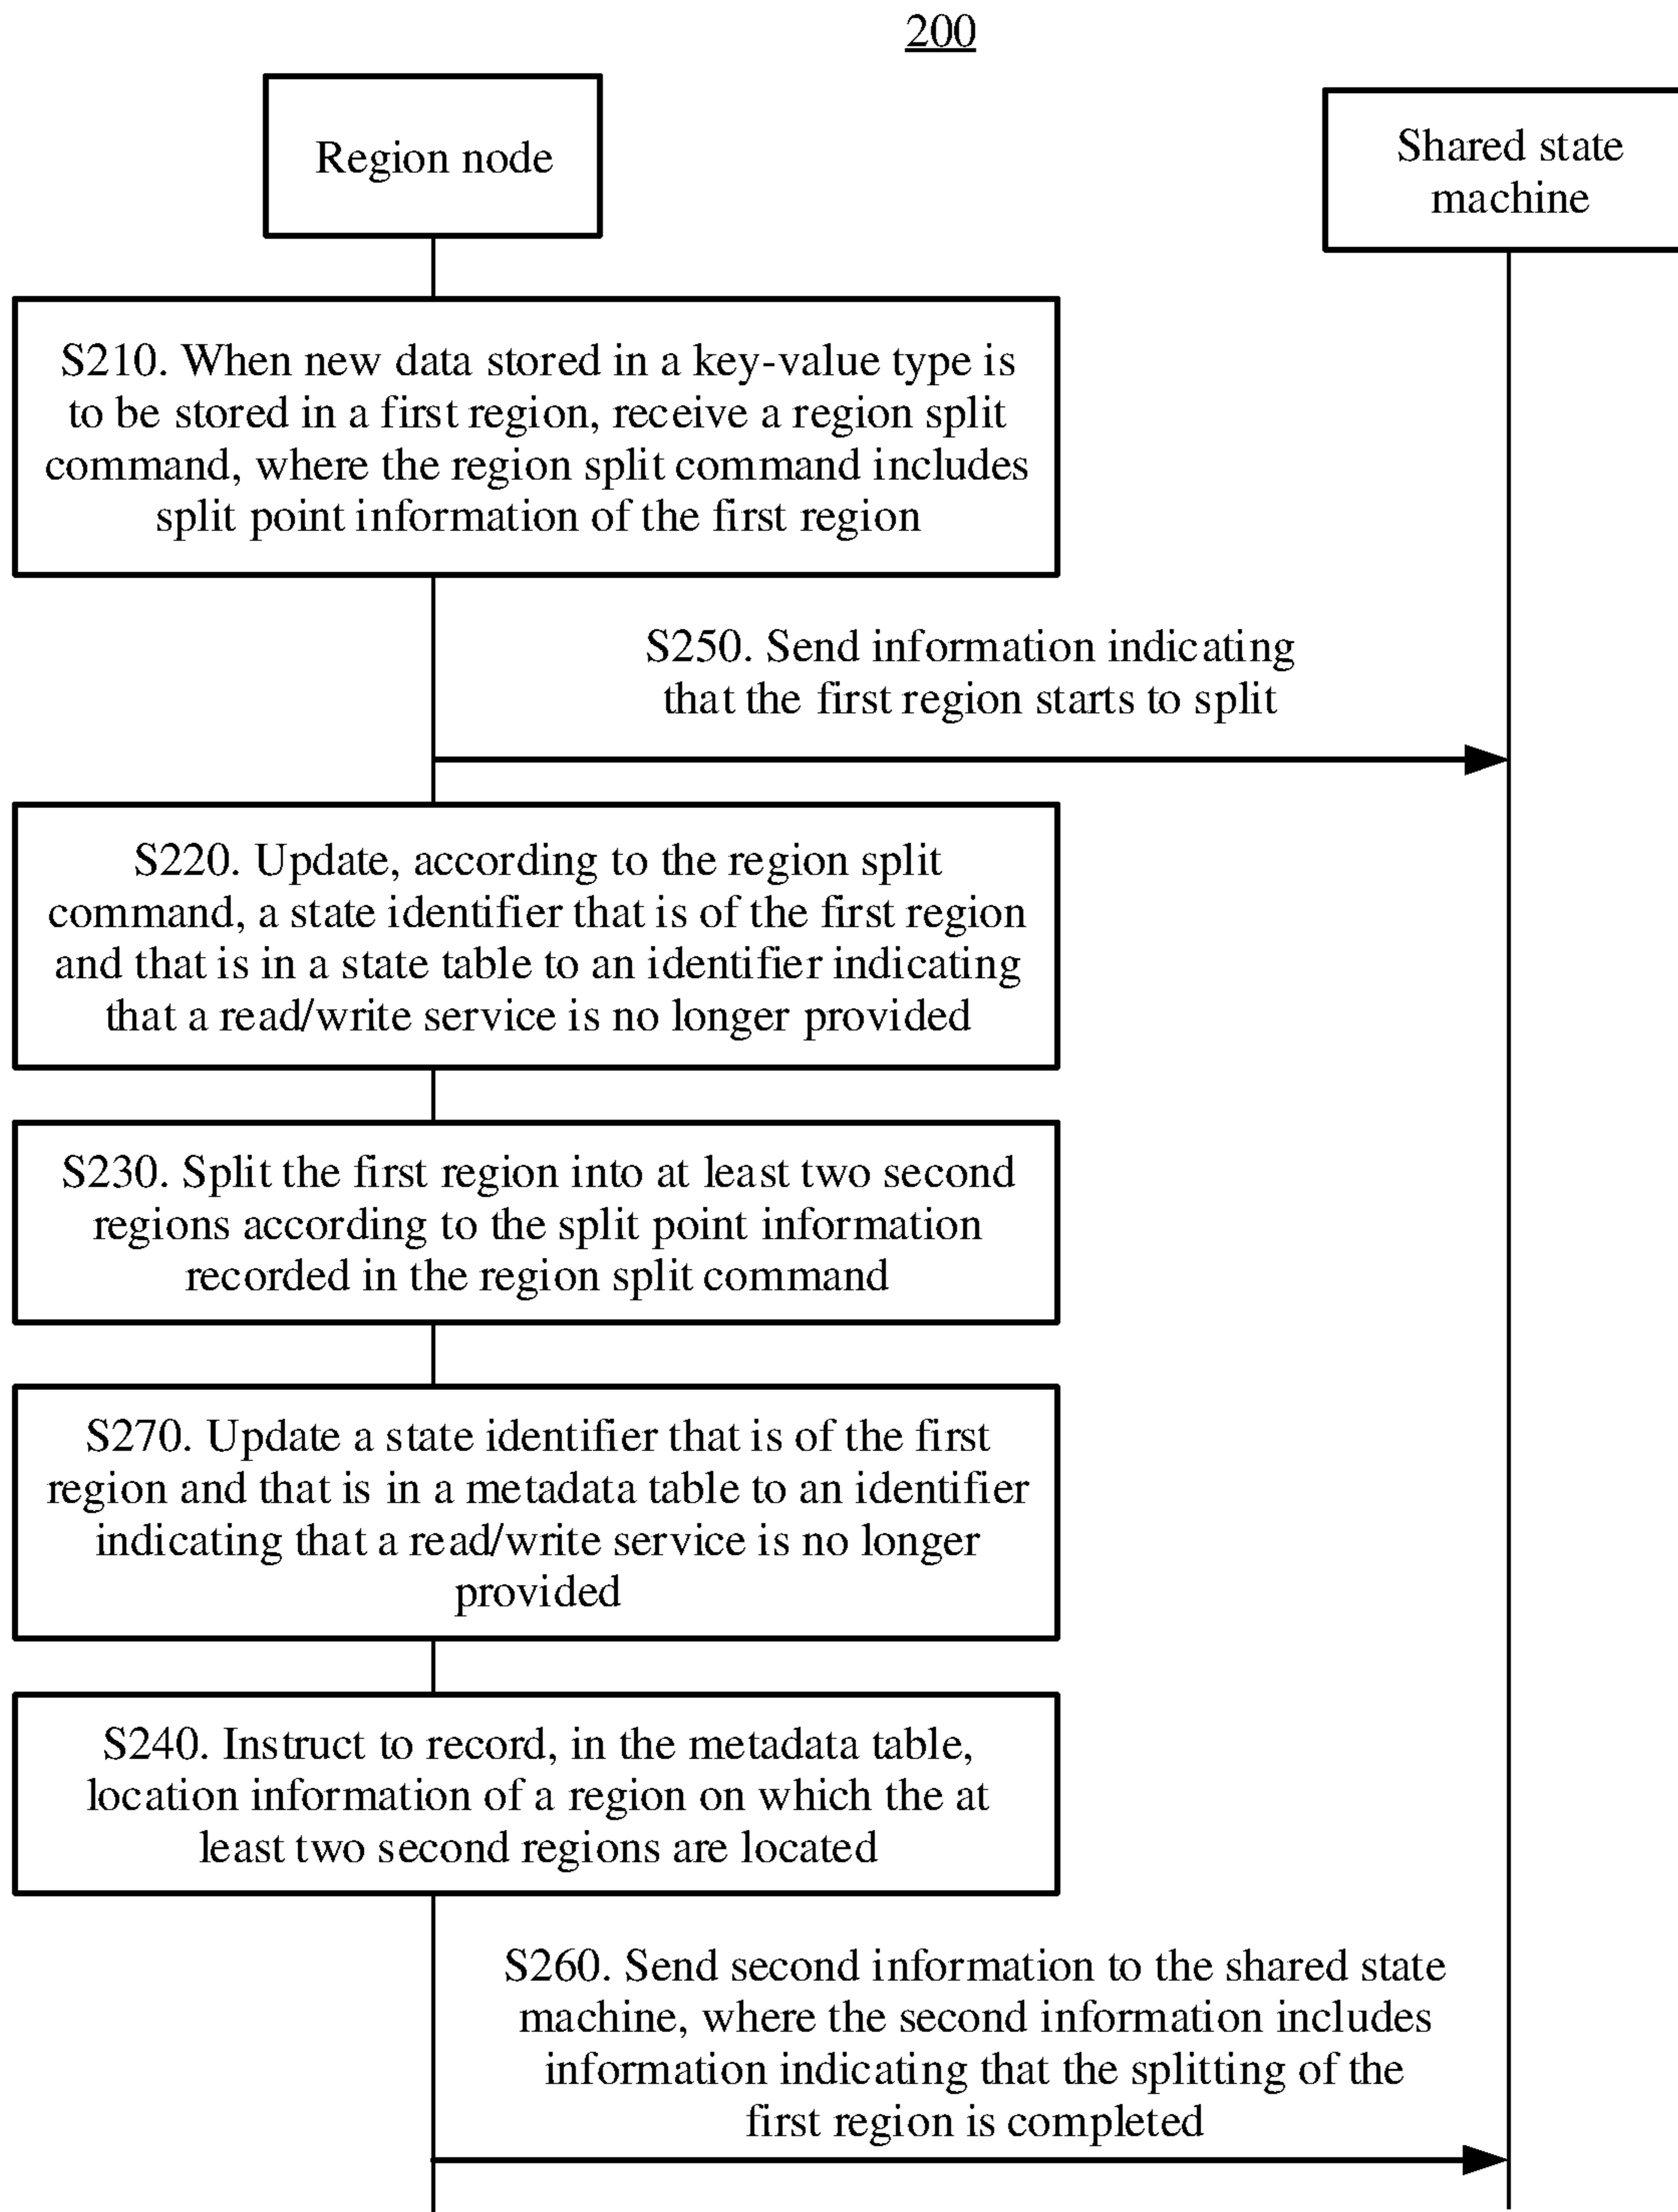 200
Region node
Shared state
machine
S210. When new data stored in a key-value type is
to be stored in a first region, receive a region split
command, where the region split command includes
split point information of the first region
S250. Send information indicating
that the first region starts to split
S220. Update, according to the region split
command, a state identifier that is of the first region
and that is in a state table to an identifier indicating
that a read/write service is no longer provided
S230. Split the first region into at least two second
regions according to the split point information
recorded in the region split command
S270. Update a state identifier that is of the first
region and that is in a metadata table to an identifier
indicating that a read/write service is no longer
provided
S240. Instruct to record, in the metadata table,
location information of a region on which the at
least two second regions are located
S260. Send second information to the shared state
machine, where the second information includes
information indicating that the splitting of the
first region is completed